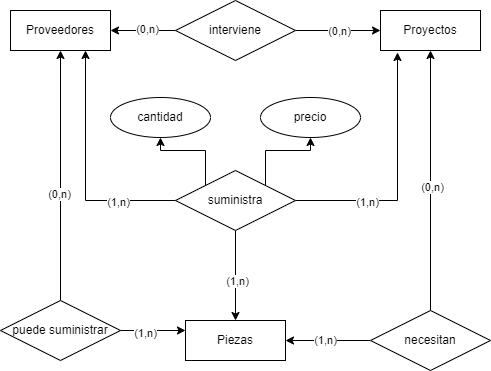 Proveedores
(0,n)
interviene
(0,n)
Proyectos
cantidad
precio
(0,n)
(1,n)
suministra
(1,n)
(0,n)
(1,n)
puede suministrar
(1,n)
Piezas
(1,n)
necesitan